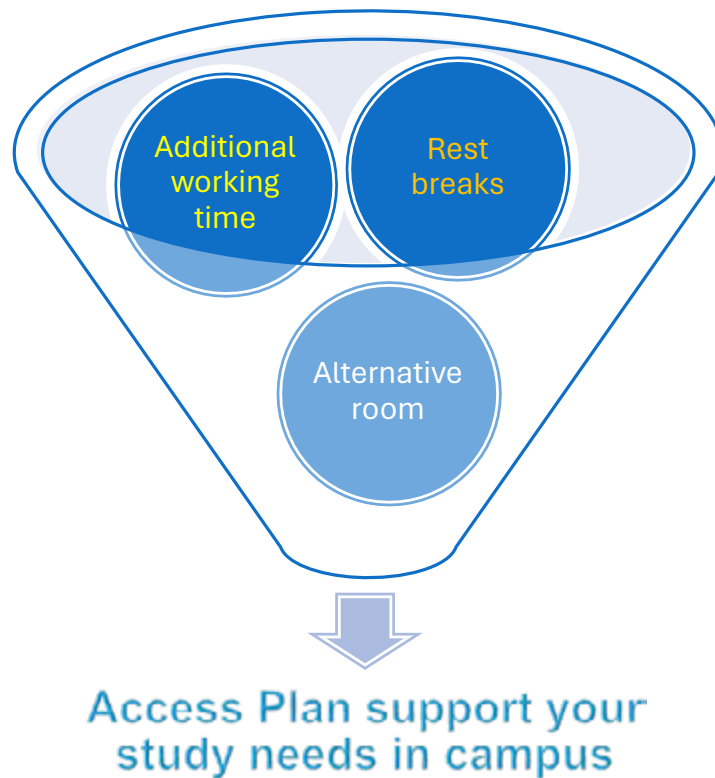 Additional
working
time
Rest
breaks
Alternative
room
Access Plan support your
study needs in campus